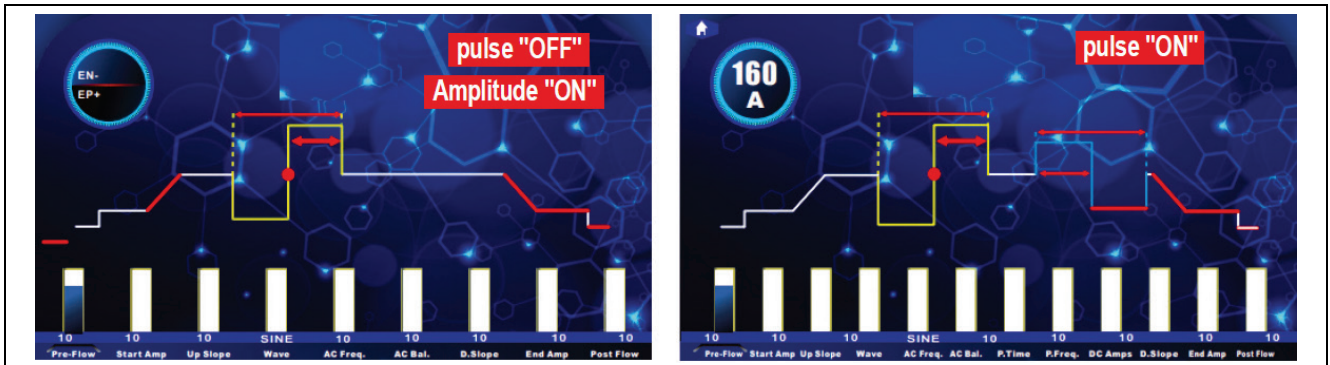 pulse "OFF"
Amplitude "ON"
EN-
EP+
10 10 10 SINE 10 10 10 10 10
Pre-Flow Start Amp Up Slope Wave AC Freq. AC Bal. D.Slope End Amp Post Flow
pulse "ON"
160
A
10 10 10 SINE 10 10 10 10 10
Pre-Flow Start Amp Up Slope Wave AC Freq. AC Bal. P.Time P.Freq. DC Amps D.Slope End Amp Post Flow